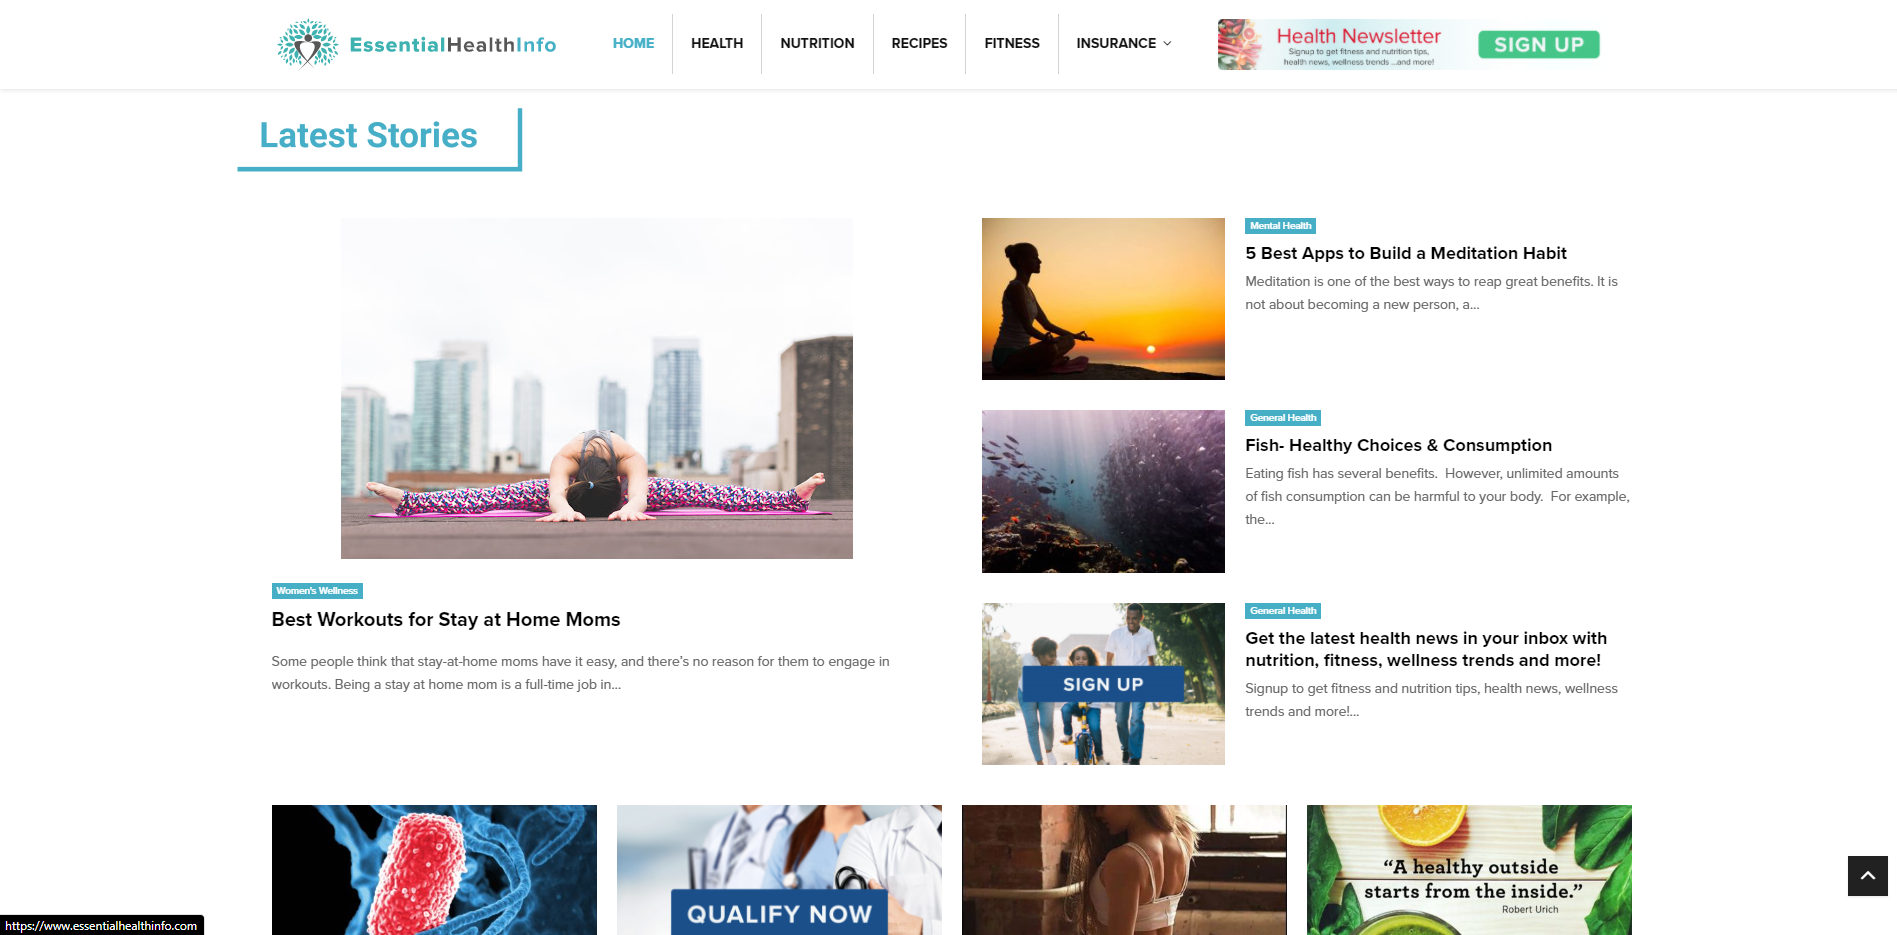 EssentialHealthInfo
HOME
HEALTH
NUTRITION
RECIPES
FITNESS
INSURANCE
Health Newsletter
Signup to get fitness and nutrition tips,
health news, wellness trends ...and more!
SIGN UP
Latest Stories
Women's Wellness
Best Workouts for Stay at Home Moms
Some people think that stay-at-home moms have it easy, and there's no reason for them to engage in
workouts. Being a stay at home mom is a full-time job in...
Mental Health
5 Best Apps to Build a Meditation Habit
Meditation is one of the best ways to reap great benefits. It is
not about becoming a new person, a...
General Health
Fish- Healthy Choices & Consumption
Eating fish has several benefits.  However, unlimited amounts
of fish consumption can be harmful to your body.  For example,
the...
SIGN UP
General Health
Get the latest health news in your inbox with
nutrition, fitness, wellness trends and more!
Signup to get fitness and nutrition tips, health news, wellness
trends and more!...
QUALIFY NOW
“A healthy outside
starts from the inside.”
Robert Urich
https://www.essentialhealthinfo.com